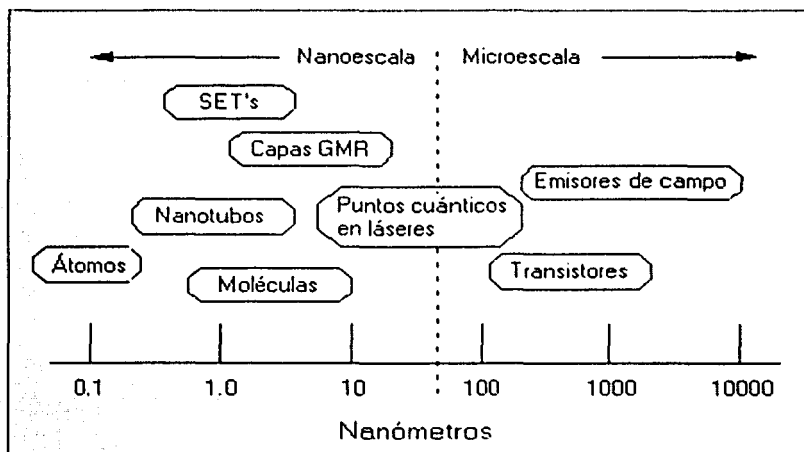 Nanoescala
Microescala
SET's
Capas GMR
Emisores de campo
Nanotubos
Puntos cuánticos
en láseres
Átomos
Moléculas
Transistores
0.1 1.0 10 100 1000 10000
Nanómetros